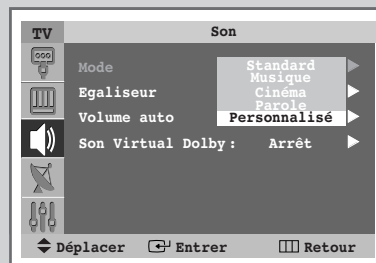 TV
Son
Mode
Standard
Musique
Cinéma
Parole
Personnalisé
Egaliseur
Volume auto
Son Virtual Dolby : Arrêt
Déplacer Entrer Retour